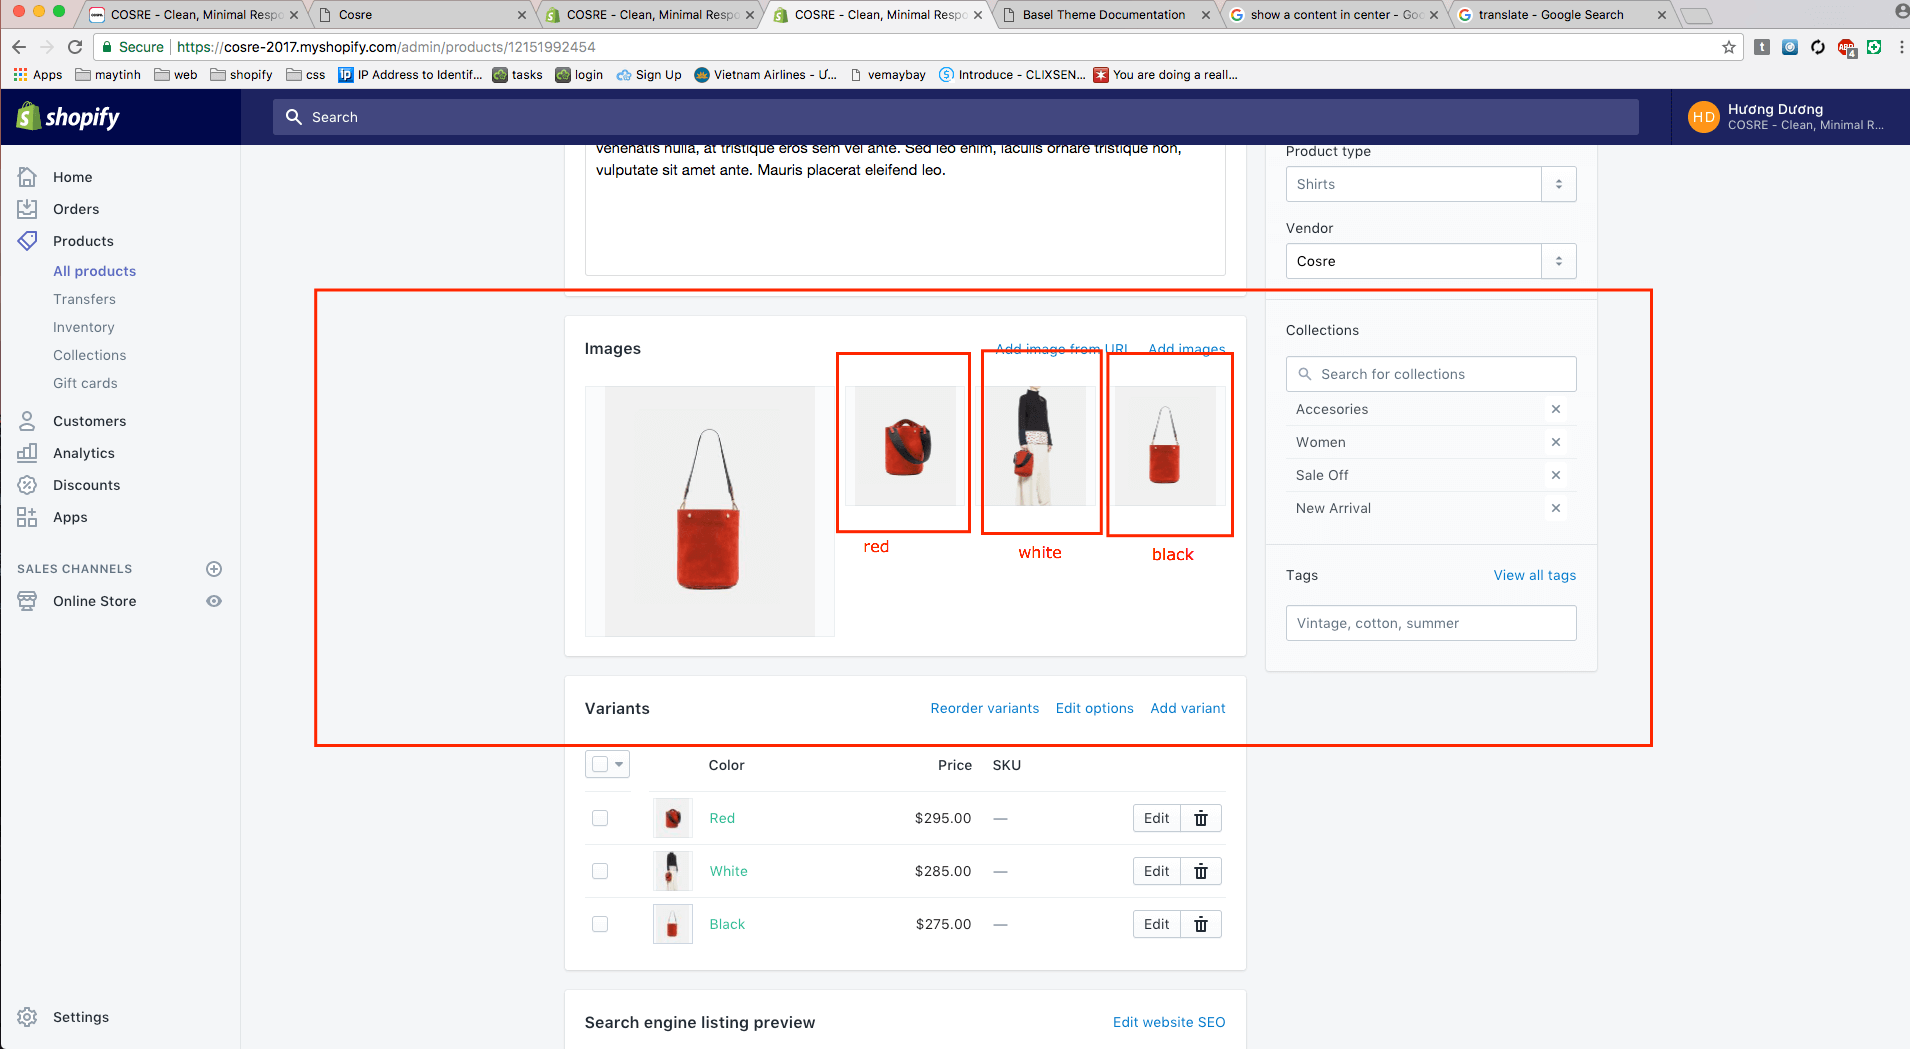 COSRE - Clean, Minimal Respo
Cosre
COSRE - Clean, Minimal Respo
COSRE - Clean, Minimal Respo
Basel Theme Documentation
show a content in center - Goo
translate - Google Search
Secure
https://cosre-2017.myshopify.com/admin/products/12151992454
Apps
maytinh
web
shopify
css
IP Address to Identif...
tasks
login
Sign Up
Vietnam Airlines - Ư...
vemaybay
Introduce - CLIXSEN...
You are doing a reall...
shopify
Search
HD
Hương Dương
COSRE - Clean, Minimal R...
Home
Orders
Products
All products
Transfers
Inventory
Collections
Gift cards
Customers
Analytics
Discounts
Apps
SALES CHANNELS
Online Store
Settings
venenatis nulla, at tristique eros sem vel ante. Sed leo enim, iaculis ornare tristique non,
vulputate sit amet ante. Mauris placerat eleifend leo.
Images
Add image from URL
Add images
red
white
black
Variants
Reorder variants
Edit options
Add variant
Color
Price
SKU
Red
$295.00
—
Edit
White
$285.00
—
Edit
Black
$275.00
—
Edit
Search engine listing preview
Edit website SEO
Product type
Shirts
Vendor
Cosre
Collections
Search for collections
Accesories
Women
Sale Off
New Arrival
Tags
View all tags
Vintage, cotton, summer